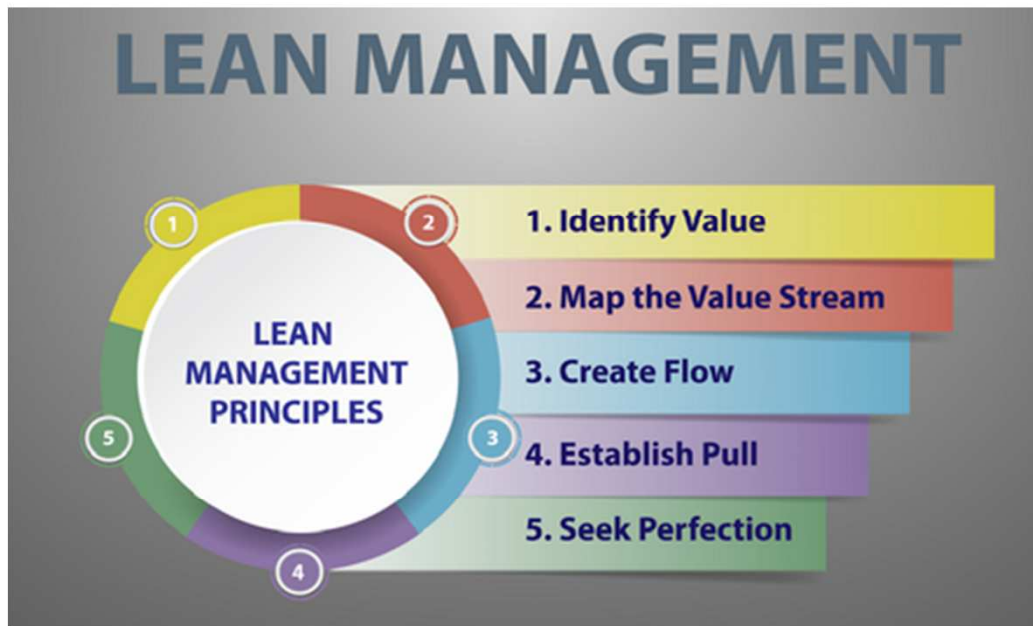 LEAN MANAGEMENT
1
2
3
4
5
LEAN
MANAGEMENT
PRINCIPLES
1. Identify Value
2. Map the Value Stream
3. Create Flow
4. Establish Pull
5. Seek Perfection